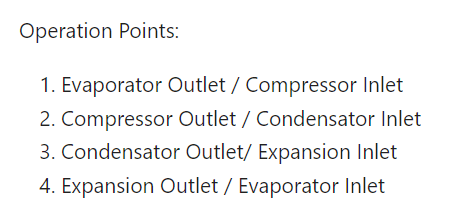 Operation Points:
1. Evaporator Outlet / Compressor Inlet
2. Compressor Outlet / Condensator Inlet
3. Condensator Outlet/ Expansion Inlet
4. Expansion Outlet / Evaporator Inlet